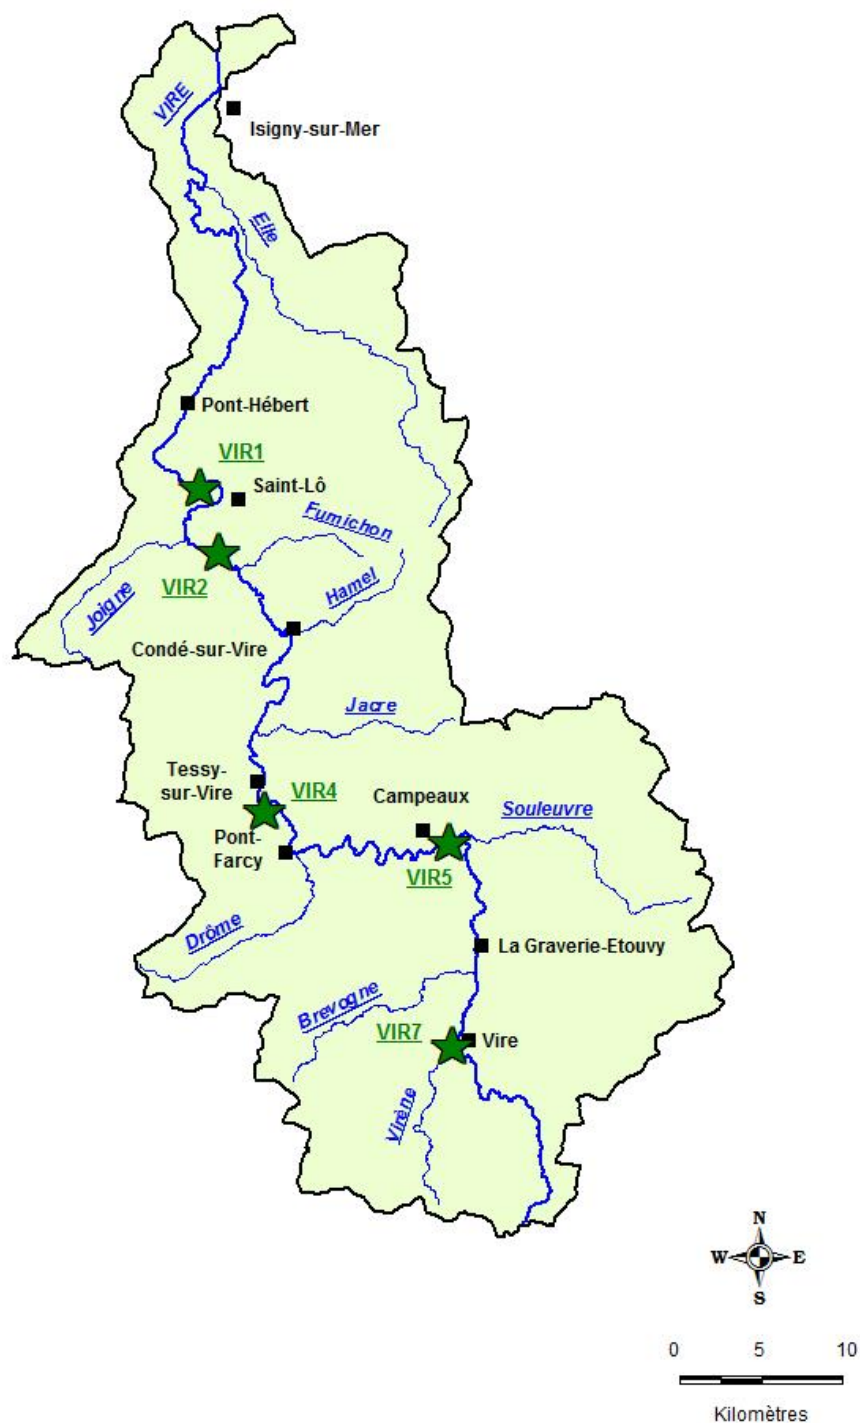 VIRE
Isigny-sur-Mer
Elle
Pont-Hébert
VIR1
Saint-Lô
Fumichon
VIR2
Hamel
Joigne
Condé-sur-Vire
Jacre
Tessy-
sur-Vire
VIR4
Campeaux
Souleuvre
Pont-
Farcy
VIR5
Drôme
La Graverie-Etouvy
Brevogne
VIR7
Vire
Virène
N
W
E
S
0 5 10
Kilomètres